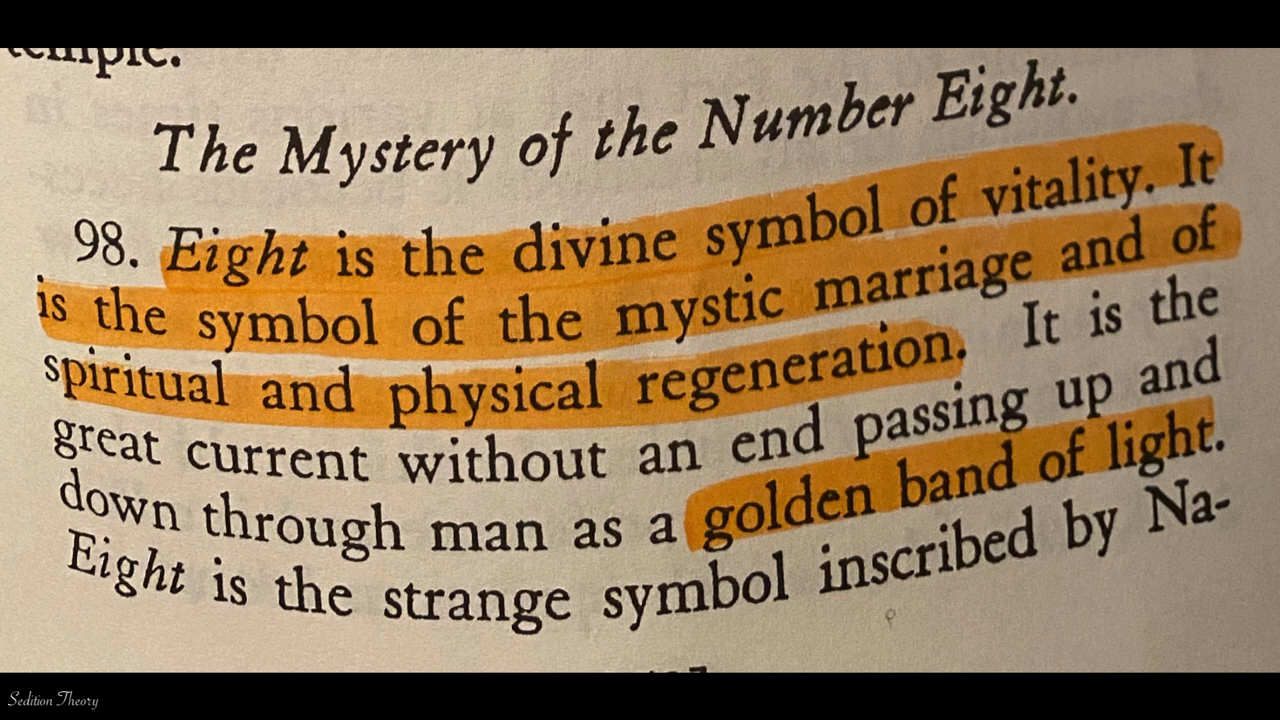 temple.
The Mystery of the Number Eight.
98. Eight is the divine symbol of vitality. It
is the symbol of the mystic marriage and of
spiritual and physical regeneration. It is the
great current without an end passing up and
down through man as a golden band of light.
Eight is the strange symbol inscribed by Na-
Sedition Theory